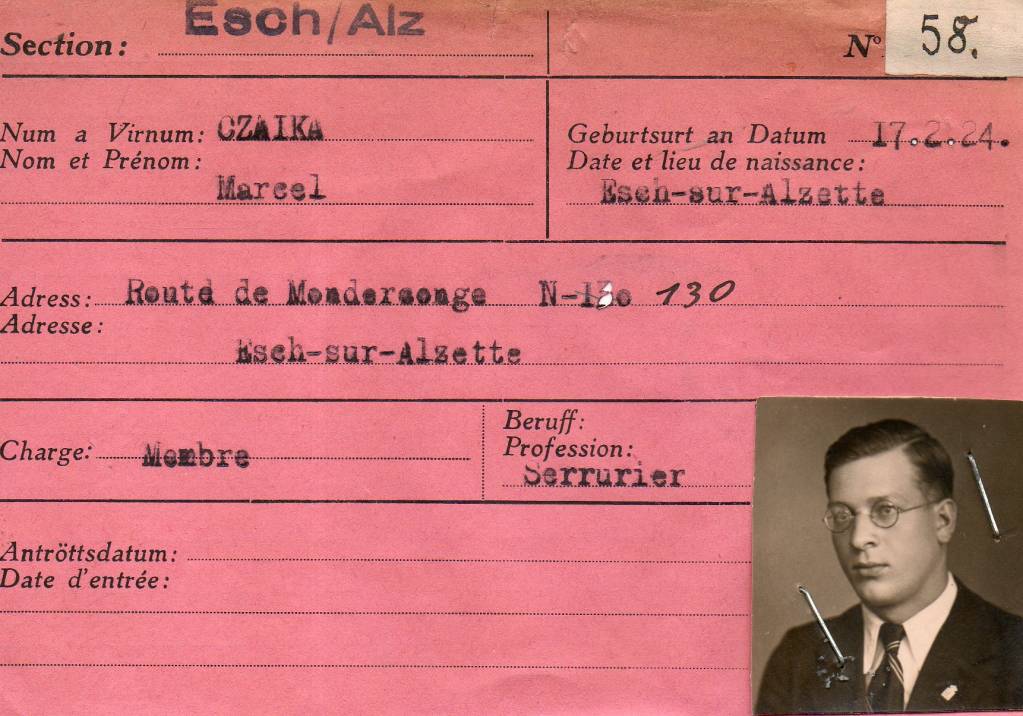 Section: Esch/Alz
Nº 58.
Num a Virnum: CZAIKA
Nom et Prénom:
Marcel
Geburtsurt an Datum 17.2.24.
Date et lieu de naissance:
Esch-sur-Alzette
Adress: Route de Mondersonge N- 130
Adresse:
Esch-sur-Alzette
Charge: Membre
Beruff:
Profession:
Serrurier
Antröttsdatum:
Date d'entrée: